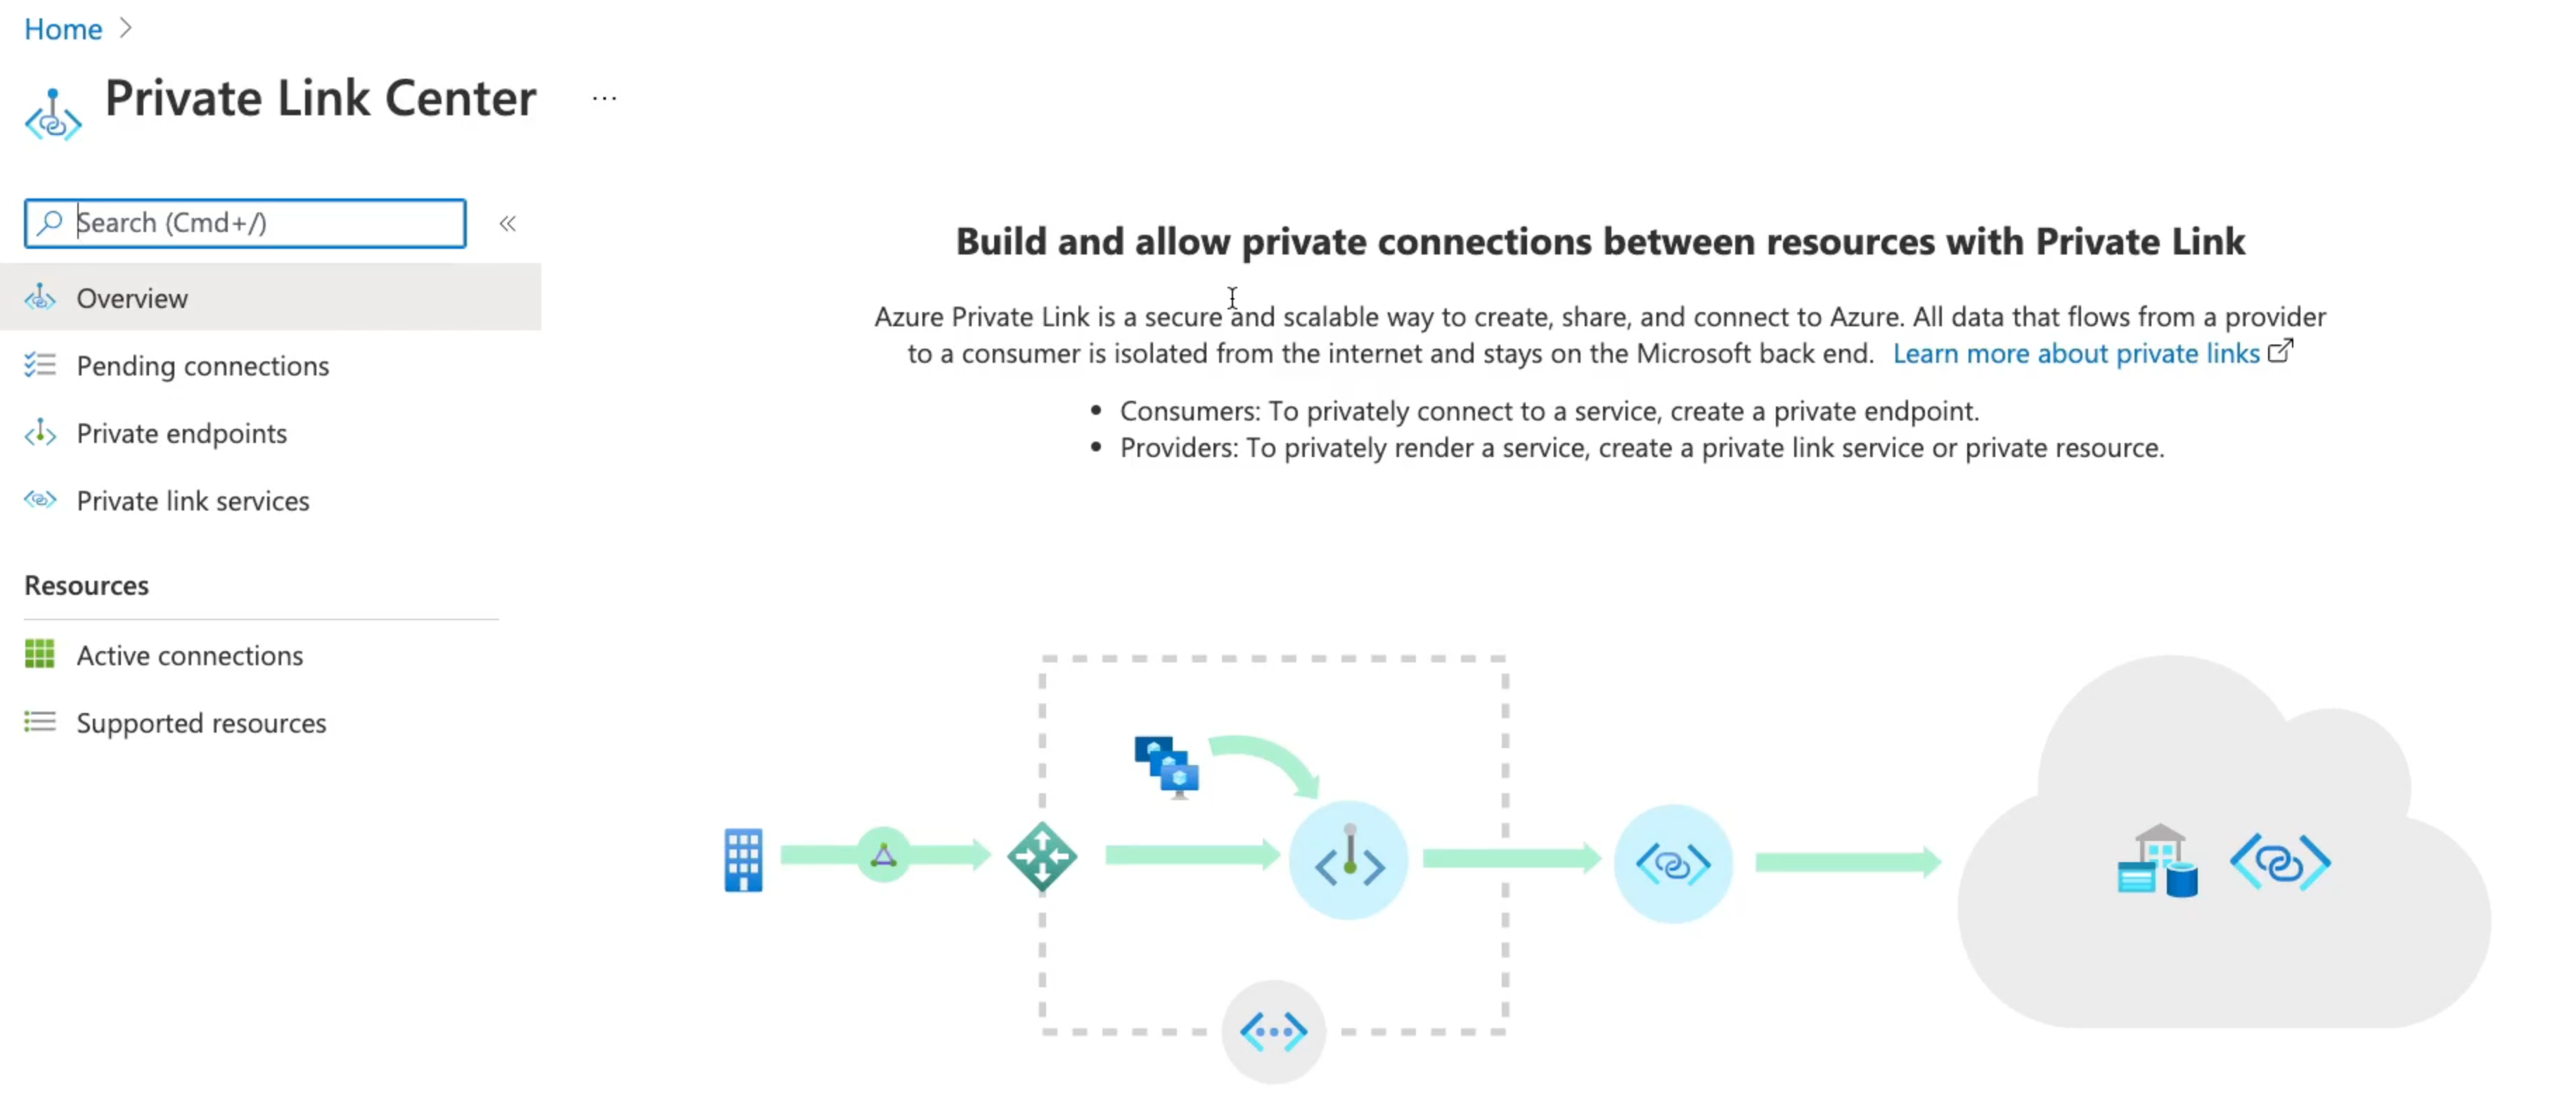 Home
Private Link Center
Search (Cmd+/)
Overview
Pending connections
Private endpoints
Private link services
Resources
Active connections
Supported resources
Build and allow private connections between resources with Private Link
Azure Private Link is a secure and scalable way to create, share, and connect to Azure. All data that flows from a provider
to a consumer is isolated from the internet and stays on the Microsoft back end. Learn more about private links
• Consumers: To privately connect to a service, create a private endpoint.
• Providers: To privately render a service, create a private link service or private resource.